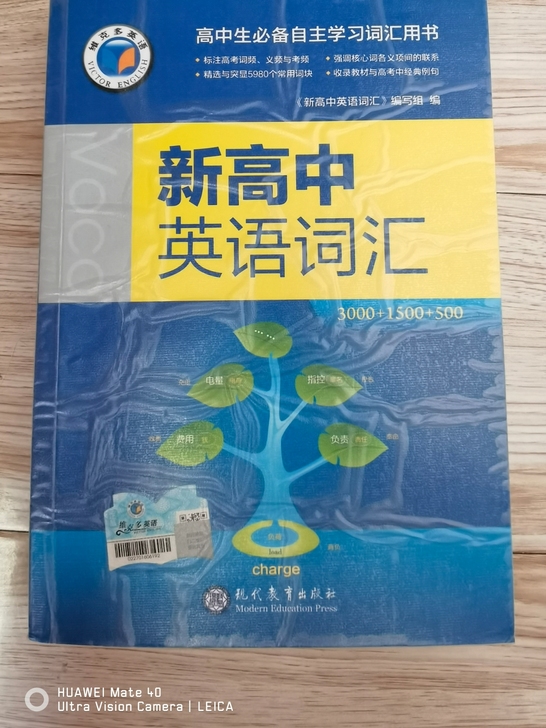 维克多英语
VICTOR ENGLISH
高中生必备自主学习词汇用书
• 标注高考词频、义频与考频
• 强调核心词各义项间的联系
• 精选与突显5980个常用词块
• 收录教材与高考中经典例句
《新高中英语词汇》编写组 编
Voca
新高中
英语词汇
3000+1500+500
电量
指控
费用
负责
load
charge
维克多英语
现代教育出版社
Modern Education Press
HUAWEI Mate 40
Ultra Vision Camera | LEICA